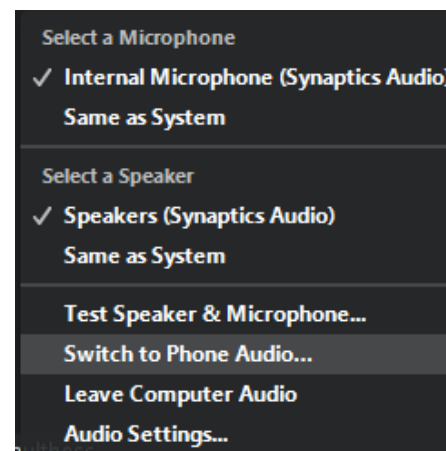 Select a Microphone
✓ Internal Microphone (Synaptics Audio)
Same as System
Select a Speaker
✓ Speakers (Synaptics Audio)
Same as System
Test Speaker & Microphone...
Switch to Phone Audio...
Leave Computer Audio
Audio Settings...